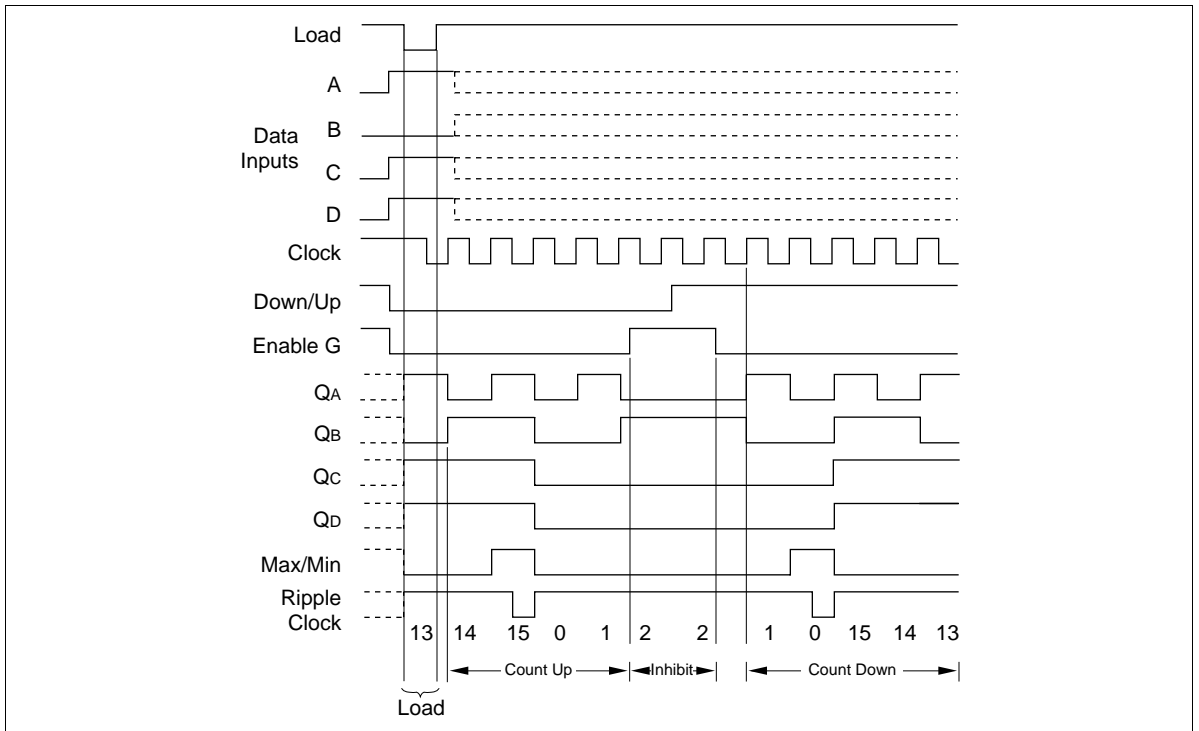 Load
A
Data
Inputs
B
C
D
Clock
Down/Up
Enable G
QA
QB
QC
QD
Max/Min
Ripple
Clock
13 14 15 0 1 2 2 1 0 15 14 13
Count Up Inhibit Count Down
Load